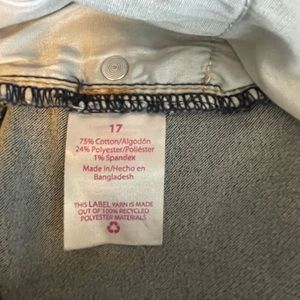 17
75% Cotton/Algodón
24% Polyester/Poliéster
1% Spandex
Made in/Hecho en
Bangladesh
THIS LABEL YARN IS MADE
OUT OF 100% RECYCLED
POLYESTER MATERIALS